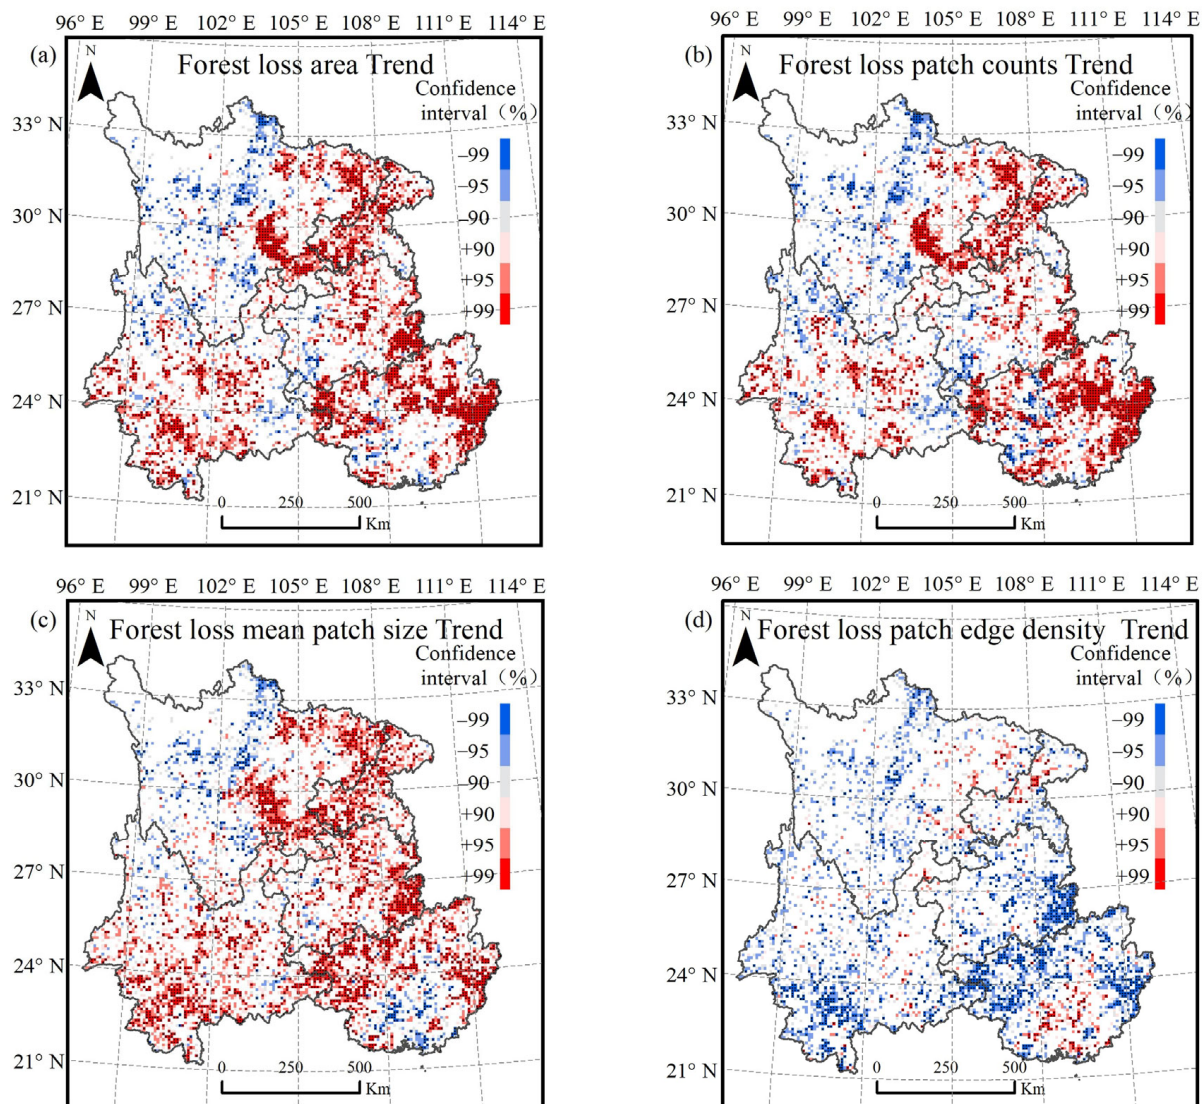 96° E 99° E 102° E 105° E 108° E 111° E 114° E
(a)
N
Forest loss area Trend
Confidence
interval（%）
−99
−95
−90
+90
+95
+99
33° N
30° N
27° N
24° N
21° N
0 250 500
Km
96° E 99° E 102° E 105° E 108° E 111° E 114° E
(b)
N
Forest loss patch counts Trend
Confidence
interval（%）
−99
−95
−90
+90
+95
+99
33° N
30° N
27° N
24° N
21° N
0 250 500
Km
96° E 99° E 102° E 105° E 108° E 111° E 114° E
(c)
N
Forest loss mean patch size Trend
Confidence
interval（%）
−99
−95
−90
+90
+95
+99
33° N
30° N
27° N
24° N
21° N
0 250 500
Km
96° E 99° E 102° E 105° E 108° E 111° E 114° E
(d)
N
Forest loss patch edge density Trend
Confidence
interval（%）
−99
−95
−90
+90
+95
+99
33° N
30° N
27° N
24° N
21° N
0 250 500
Km